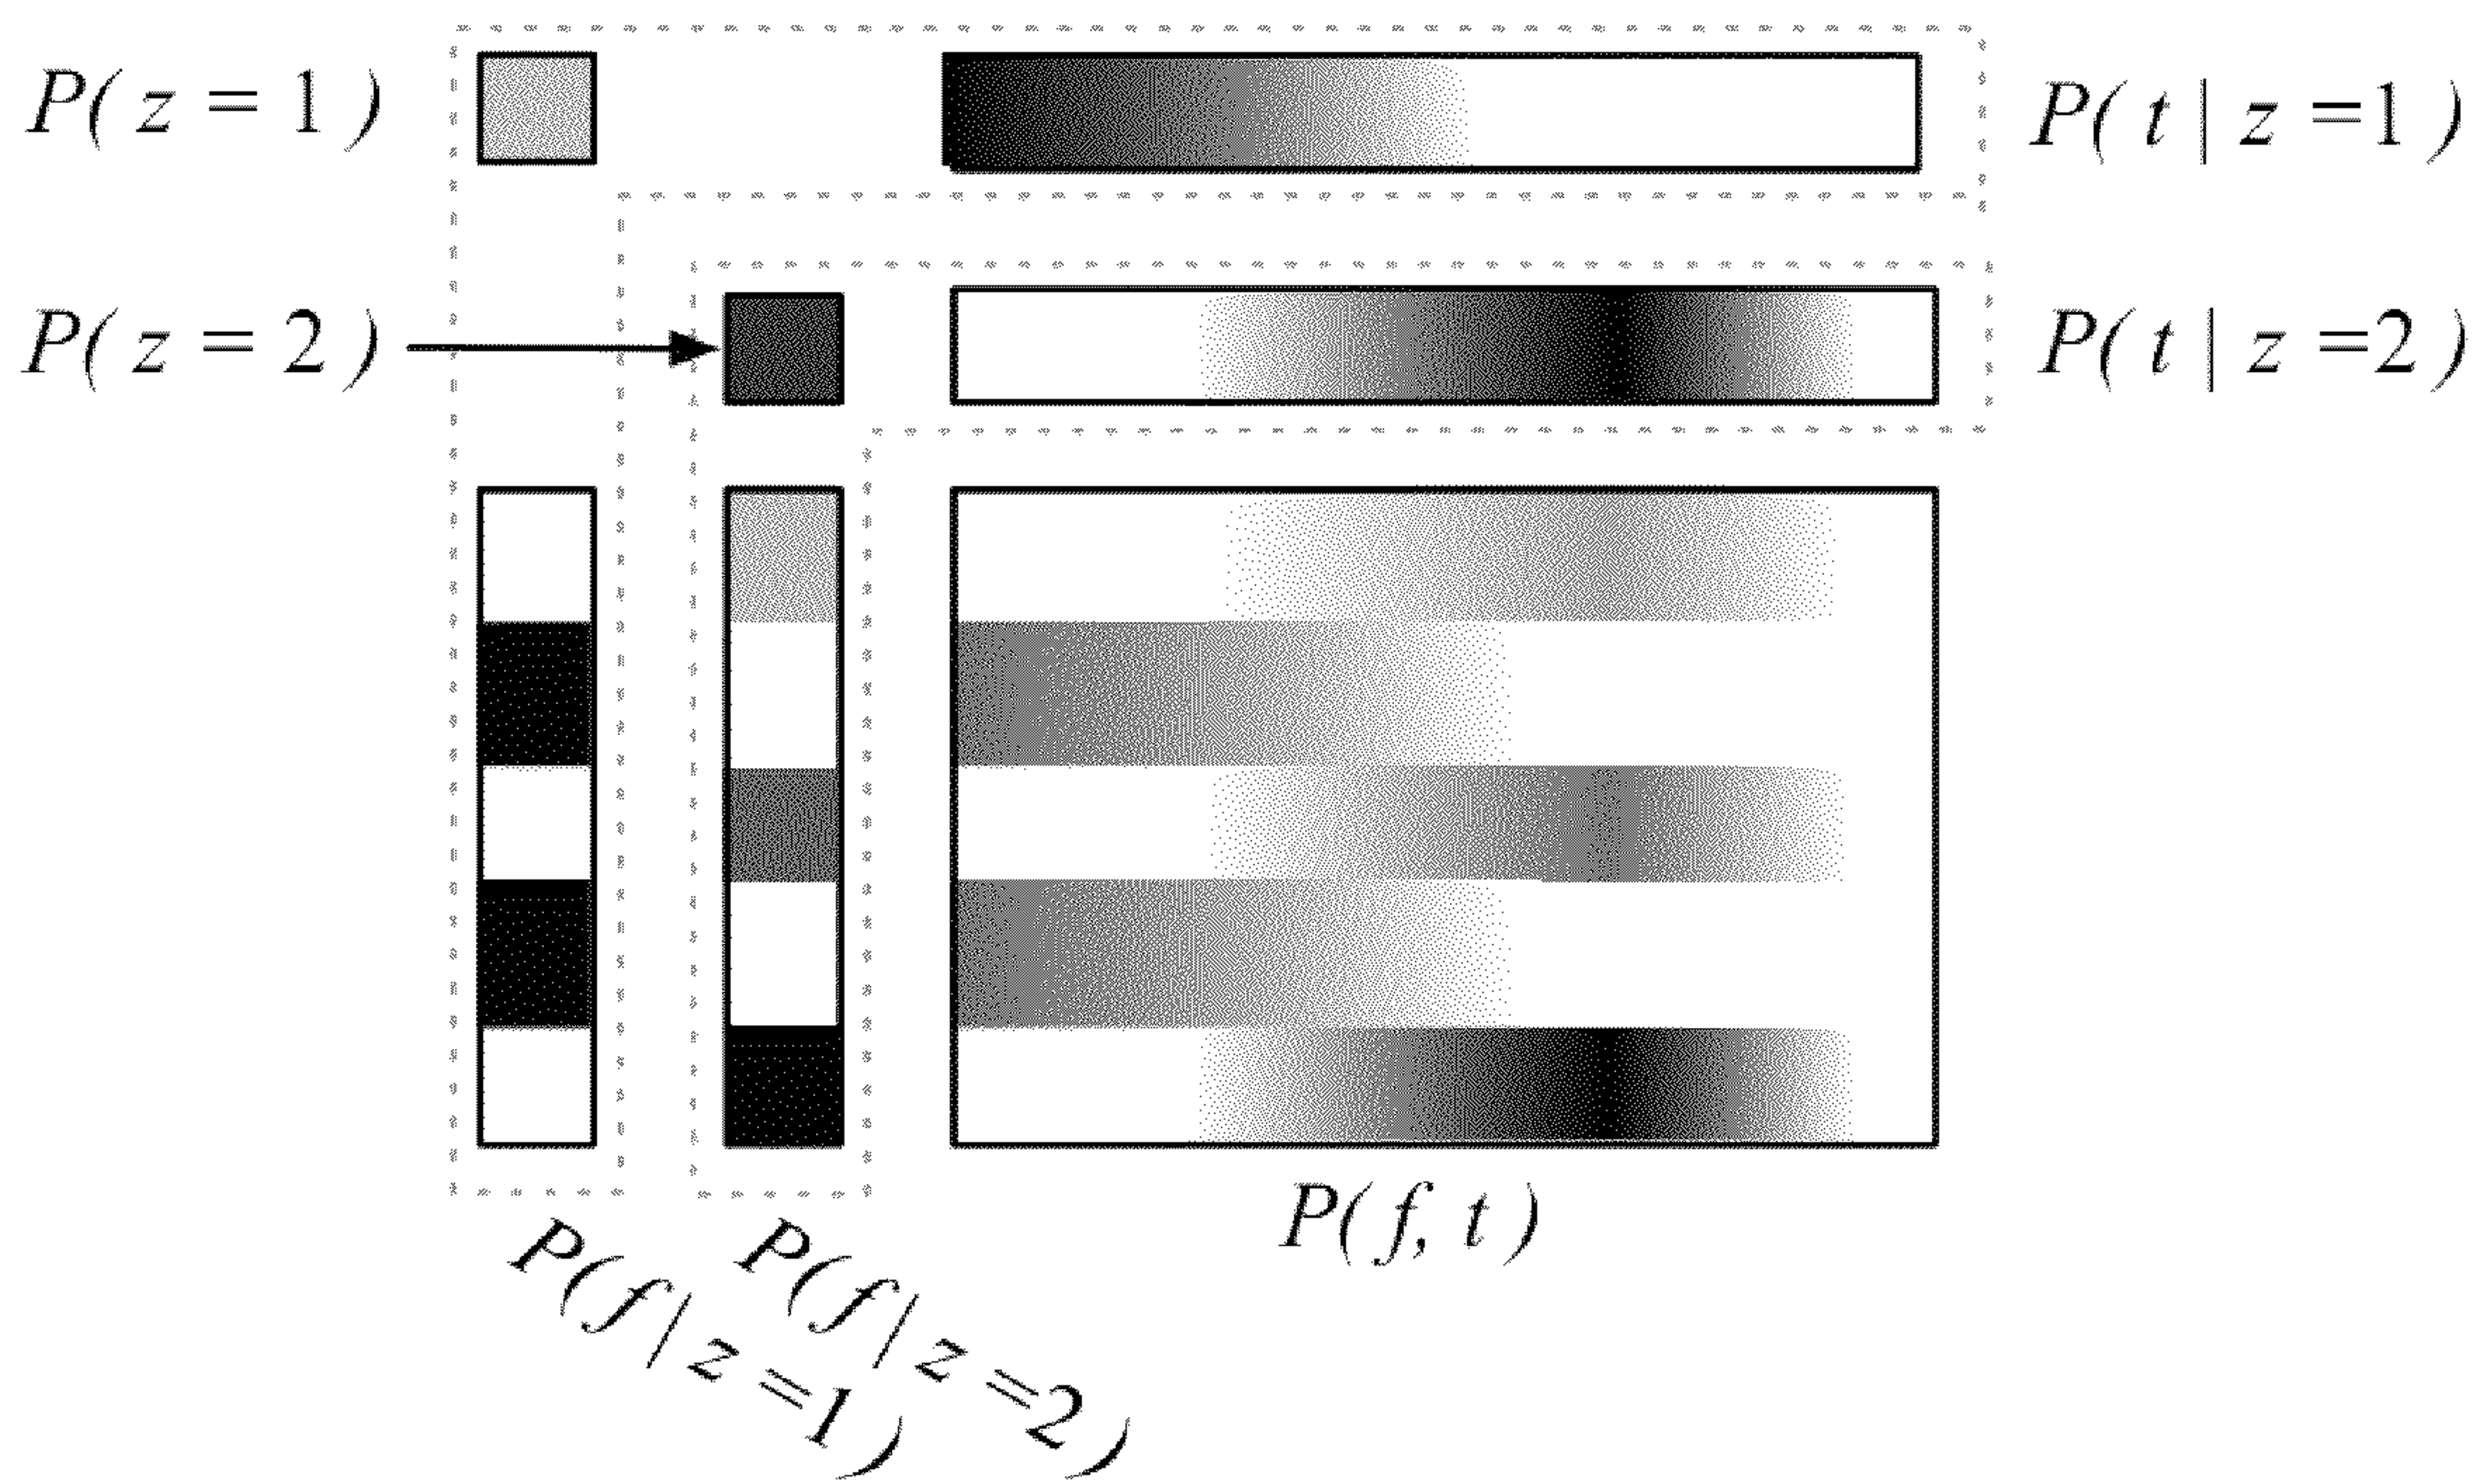 P( z = 1 )
P( t | z =1 )
P( z = 2 )
P( t | z =2 )
P( f, t )
P( f | z =1 )
P( f | z =2 )